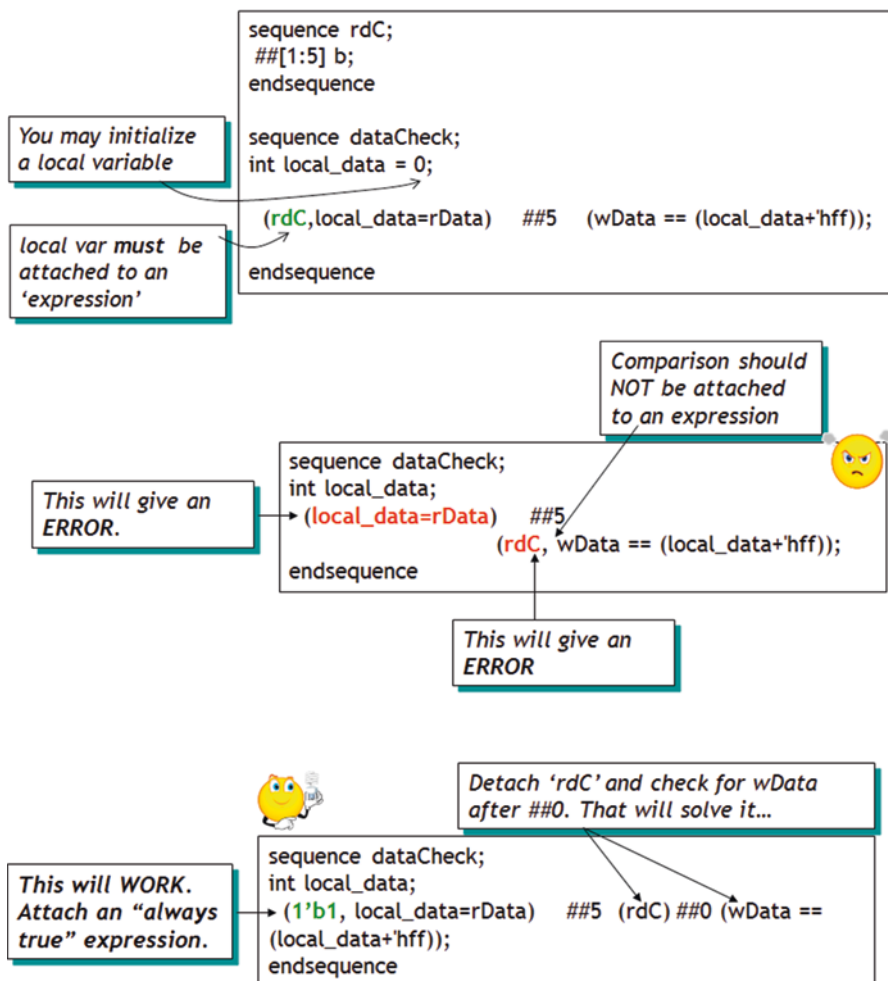 sequence rdC;
##[1:5] b;
endsequence
You may initialize
a local variable
sequence dataCheck;
int local_data = 0;
(rdC,local_data=rData) ##5 (wData == (local_data+'hff));
local var must be
attached to an
‘expression’
endsequence
Comparison should
NOT be attached
to an expression
This will give an
ERROR.
sequence dataCheck;
int local_data;
(local_data=rData) ##5
(rdC, wData == (local_data+'hff));
endsequence
This will give an
ERROR
Detach ‘rdC’ and check for wData
after ##0. That will solve it…
This will WORK.
Attach an “always
true” expression.
sequence dataCheck;
int local_data;
(1’b1, local_data=rData) ##5 (rdC) ##0 (wData ==
(local_data+'hff));
endsequence